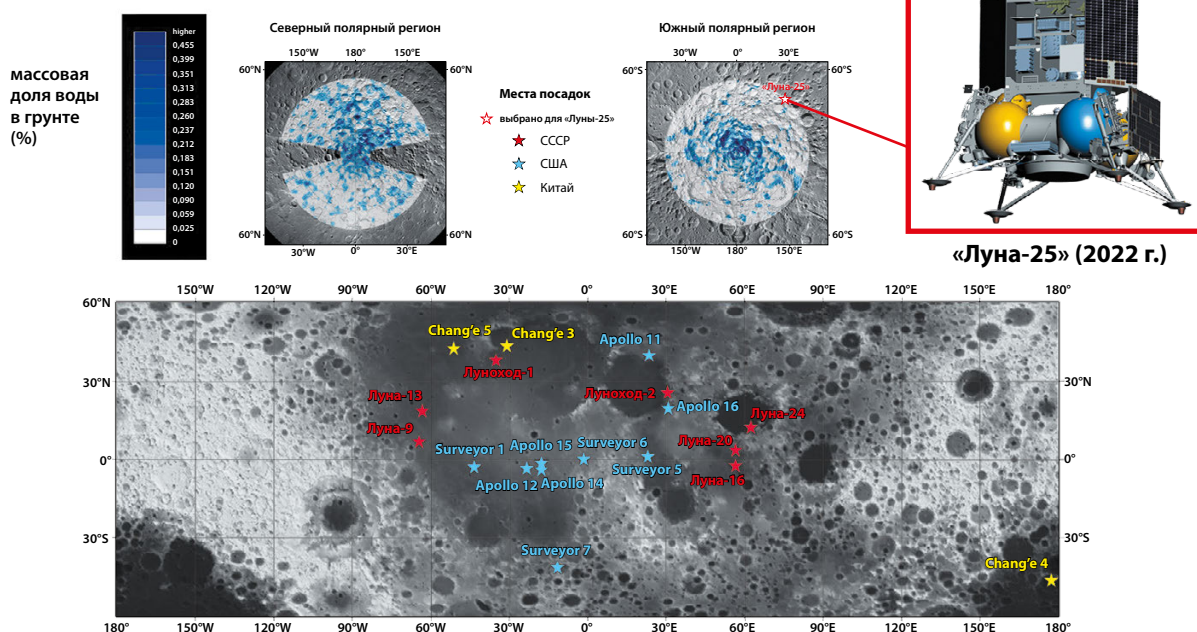 массовая
доля воды
в грунте
(%)
higher
0,455
0,399
0,351
0,313
0,283
0,260
0,237
0,212
0,183
0,151
0,120
0,090
0,059
0,025
0
Северный полярный регион
150°W 180° 150°E
60°N 60°N
60°N 60°N
30°W 0° 30°E
Места посадок
выбрано для «Луны-25»
СССР
США
Китай
Южный полярный регион
30°W 0° 30°E
60°S 60°S
«Луна-25»
60°S 60°S
150°W 180° 150°E
«Луна-25» (2022 г.)
120°W 90°W 60°W 30°W 0° 30°E 60°E 90°E 120°E 150°E 180°
150°W
60°N
Chang'e 5 Chang'e 3
Apollo 11
Луноход-1
30°N 30°N
Луна-13
Луноход-2
Apollo 16
Луна-24
Луна-9
Surveyor 1 Apollo 15 Surveyor 6
Луна-20
0° 0°
Surveyor 5
Apollo 12 Apollo 14
Луна-16
30°S 30°S
Surveyor 7
Chang'e 4
180° 150°W 120°W 90°W 60°W 30°W 0° 30°E 60°E 90°E 120°E 150°E 180°